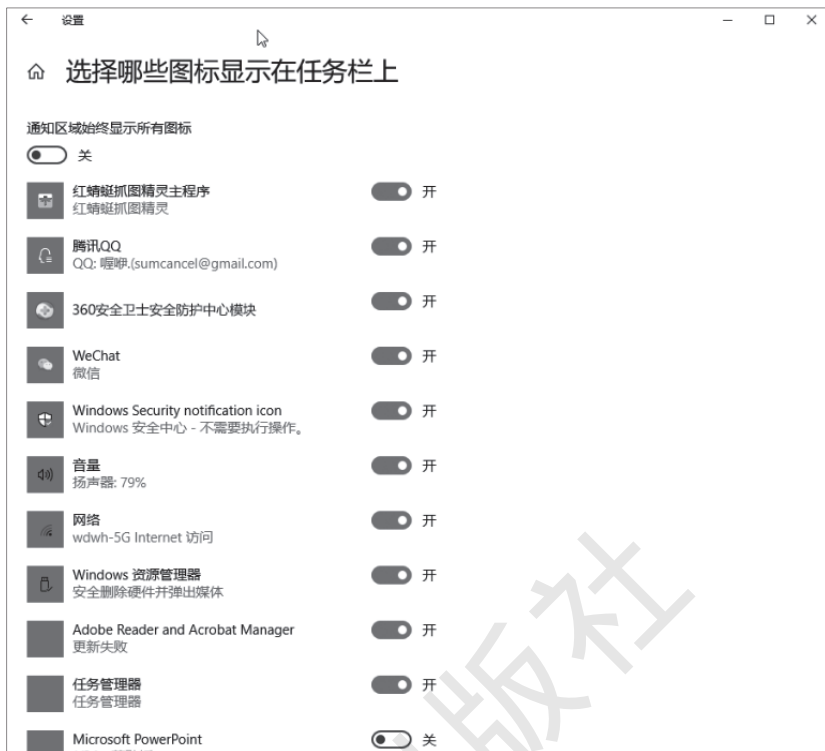 设置
选择哪些图标显示在任务栏上
通知区域始终显示所有图标
关
红蜻蜓抓图精灵主程序
开
红蜻蜓抓图精灵
腾讯QQ
开
QQ: 喔咿.(sumcancel@gmail.com)
360安全卫士安全防护中心模块
开
WeChat
开
微信
Windows Security notification icon
开
Windows 安全中心 - 不需要执行操作。
音量
开
扬声器: 79%
网络
开
wdwh-5G Internet 访问
Windows 资源管理器
开
安全删除硬件并弹出媒体
Adobe Reader and Acrobat Manager
开
更新失败
任务管理器
开
任务管理器
Microsoft PowerPoint
关
版社